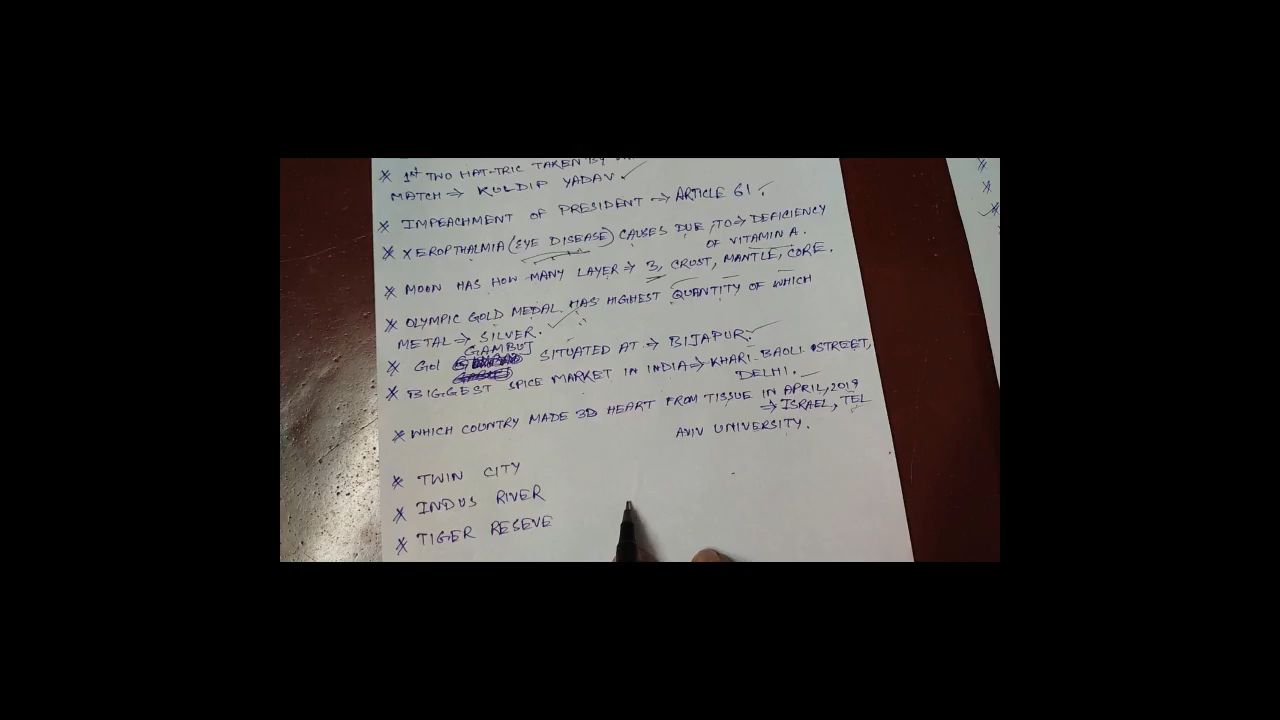 * 1st TWO HAT-TRIC TAKEN BY
MATCH ⇒ KULDIP YADAV ✓
* IMPEACHMENT OF PRESIDENT ⇒ ARTICLE 61.
* XEROPTHALMIA (EYE DISEASE) CAUSES DUE TO ⇒ DEFICIENCY
OF VITAMIN A.
* MOON HAS HOW MANY LAYER ⇒ 3, CRUST, MANTLE, CORE.
* OLYMPIC GOLD MEDAL HAS HIGHEST QUANTITY OF WHICH
METAL ⇒ SILVER. ✓
* GOl GAMBUJ SITUATED AT → BIJAPUR.
* BIGGEST SPICE MARKET IN INDIA ⇒ KHARI-BAOLI STREET,
DELHI.
* WHICH COUNTRY MADE 3D HEART FROM TISSUE IN APRIL, 2019
⇒ ISRAEL, TEL
AVIV UNIVERSITY.
* TWIN CITY
* INDUS RIVER
* TIGER RESEVE